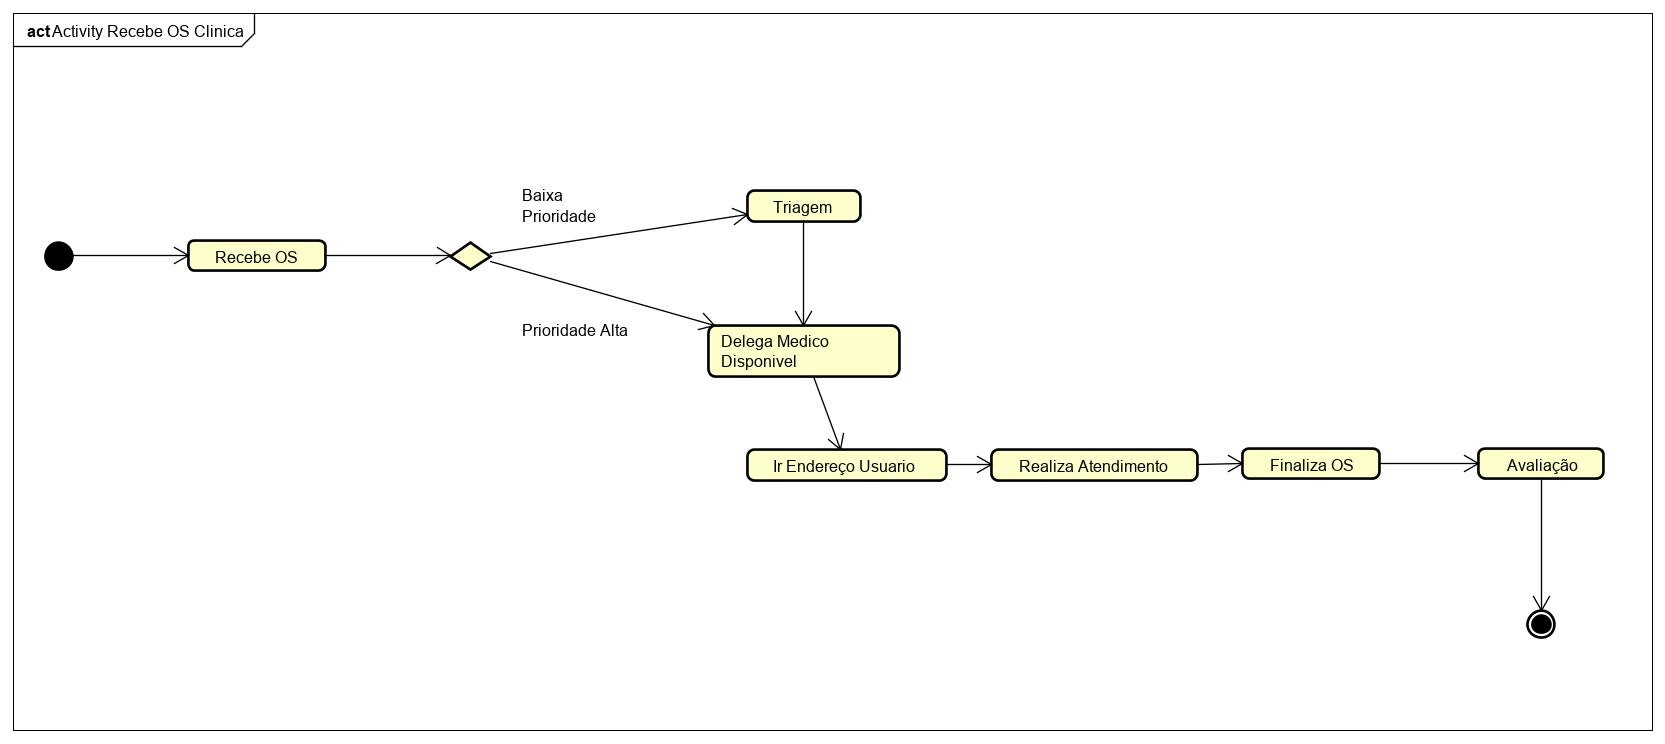 act Activity Recebe OS Clinica
Baixa
Prioridade
Triagem
Recebe OS
Prioridade Alta
Delega Medico
Disponivel
Ir Endereço Usuario
Realiza Atendimento
Finaliza OS
Avaliação